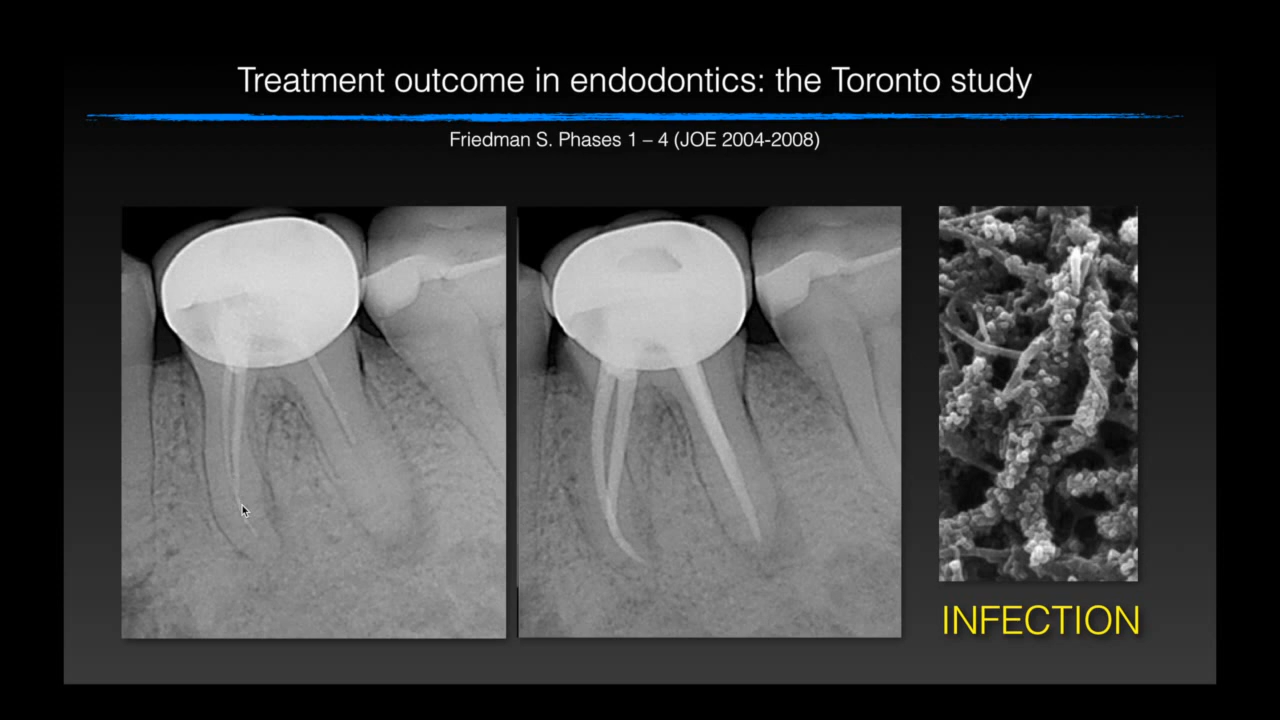 Treatment outcome in endodontics: the Toronto study
Friedman S. Phases 1 – 4 (JOE 2004-2008)
INFECTION